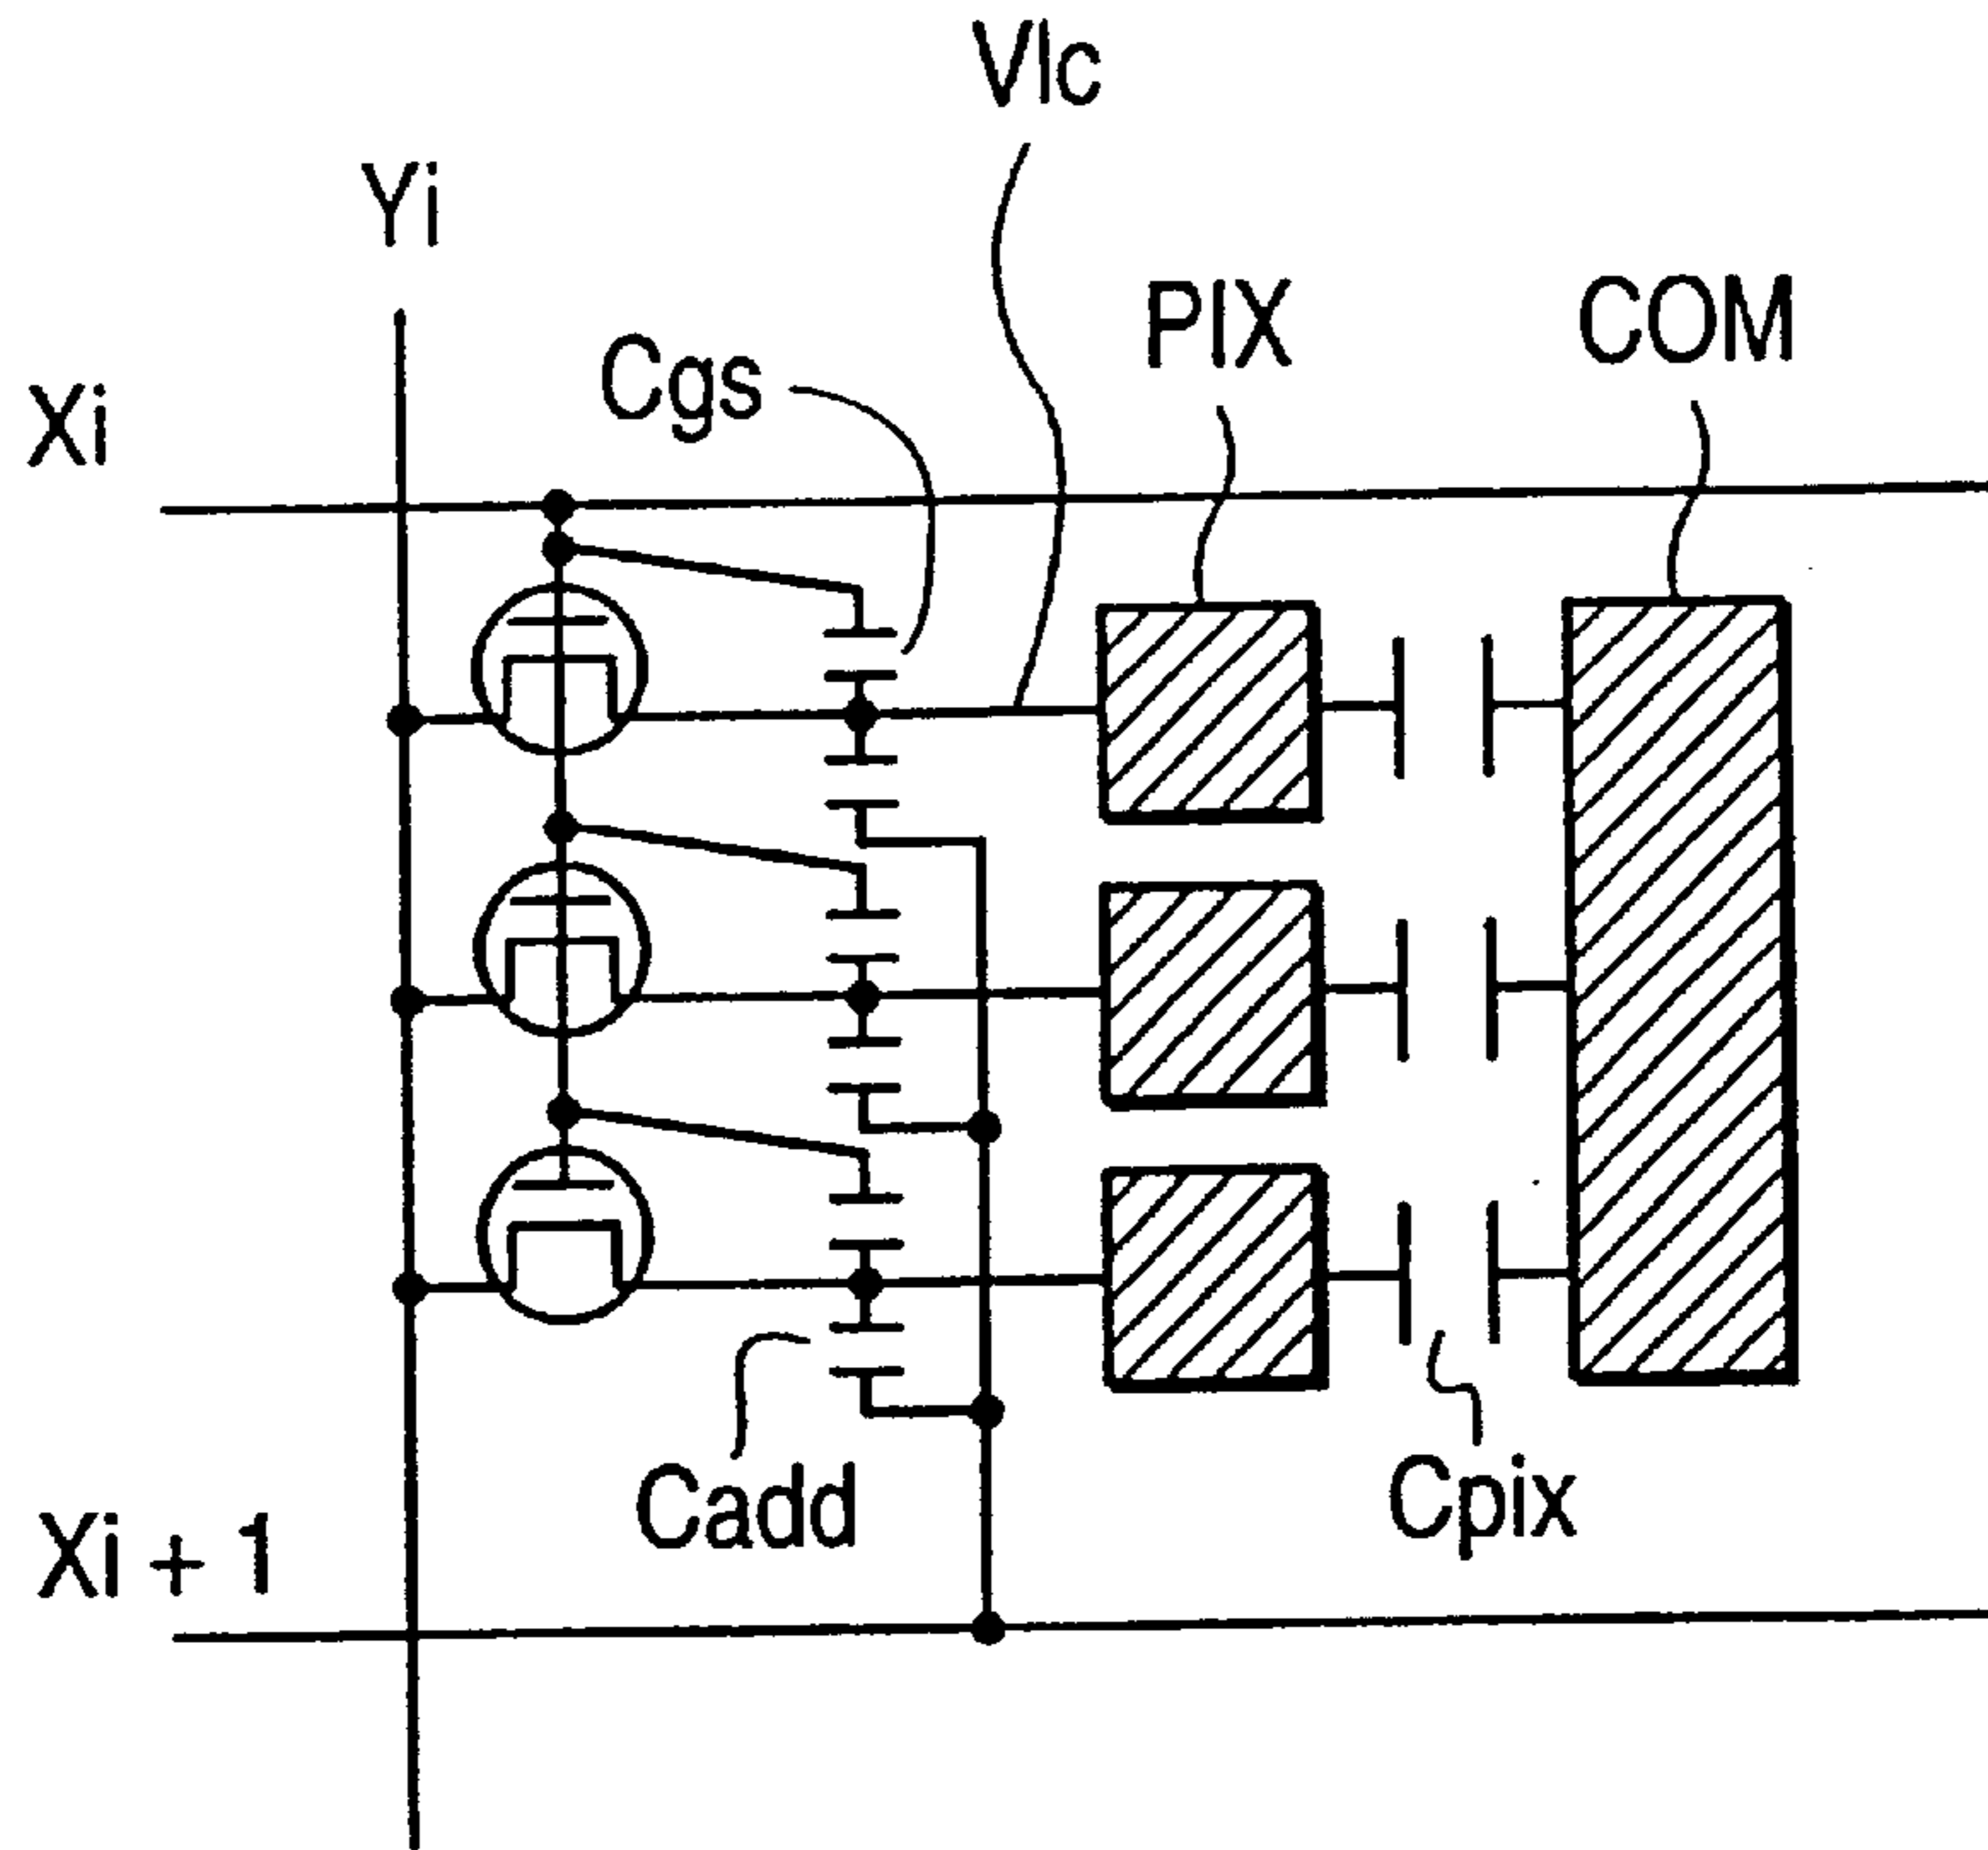 Vlc
Yi
PIX
COM
Cgs
Xi
Cadd
Cpix
Xi + 1